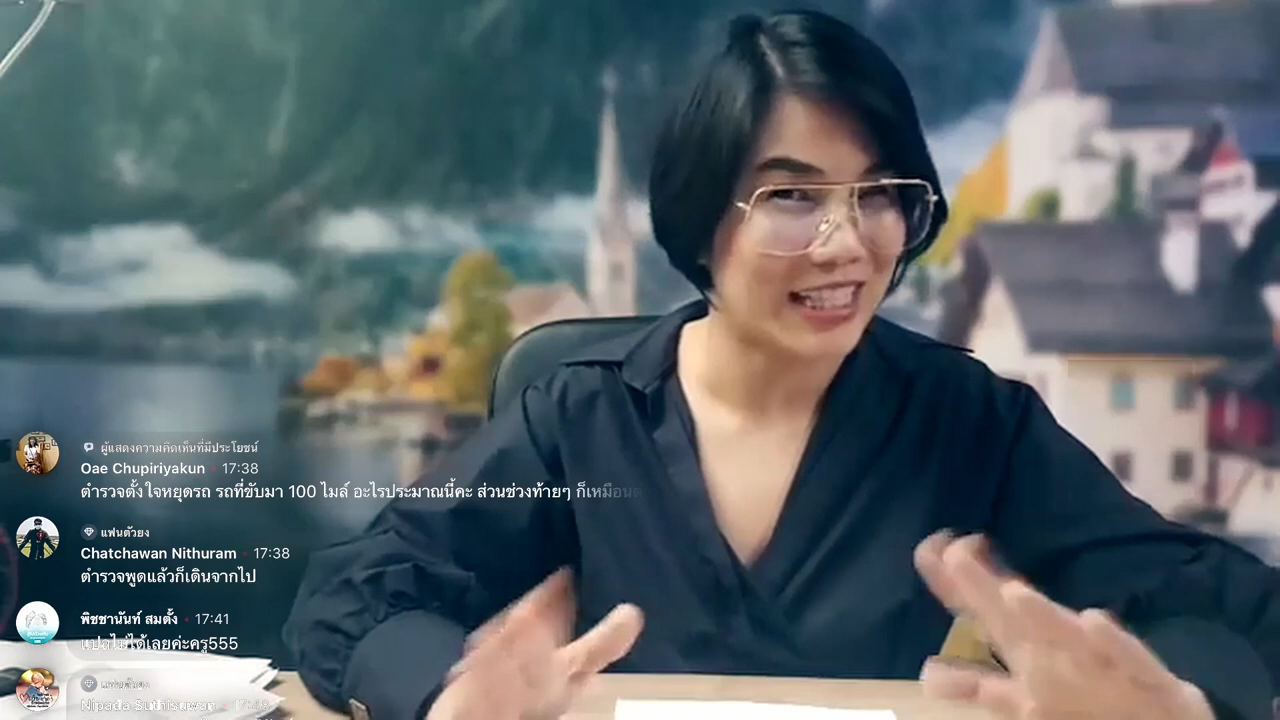 ผู้แสดงความคิดเห็นที่มีประโยชน์
Oae Chupiriyakun • 17:38
ตำรวจตั้งใจหยุดรถ รถที่ขับมา 100 ไมล์ อะไรประมาณนี้คะ ส่วนช่วงท้ายๆ ก็เหมือน
แฟนตัวยง
Chatchawan Nithuram • 17:38
ตำรวจพูดแล้วก็เดินจากไป
พิชชานันท์ สมตั้ง • 17:41
แปลไม่ได้เลยค่ะครู555
แฟนตัวยง
Nipada Suthisuwan